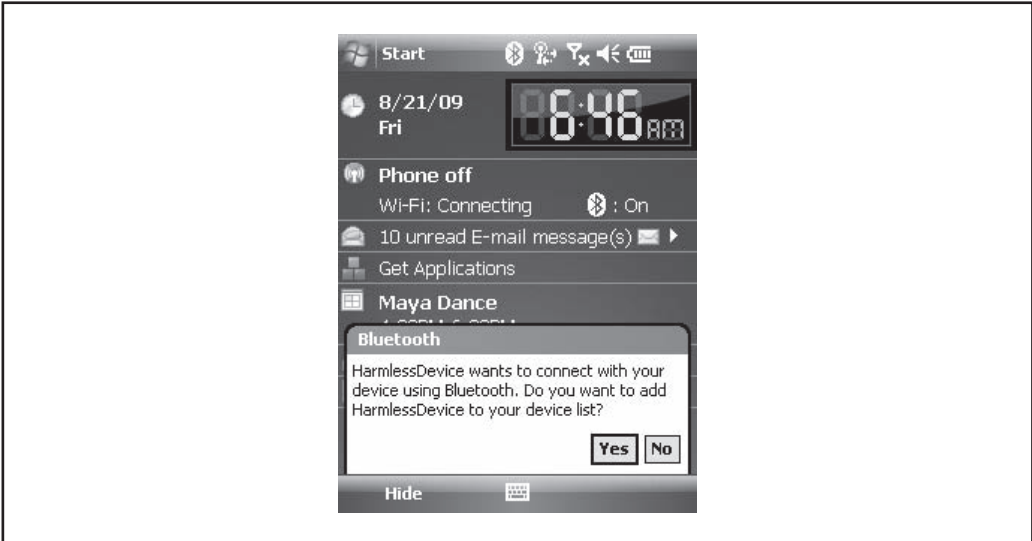 Start
8/21/09
Fri
6:46 AM
Phone off
Wi-Fi: Connecting : On
10 unread E-mail message(s)
Get Applications
Maya Dance
Bluetooth
HarmlessDevice wants to connect with your
device using Bluetooth. Do you want to add
HarmlessDevice to your device list?
Yes No
Hide